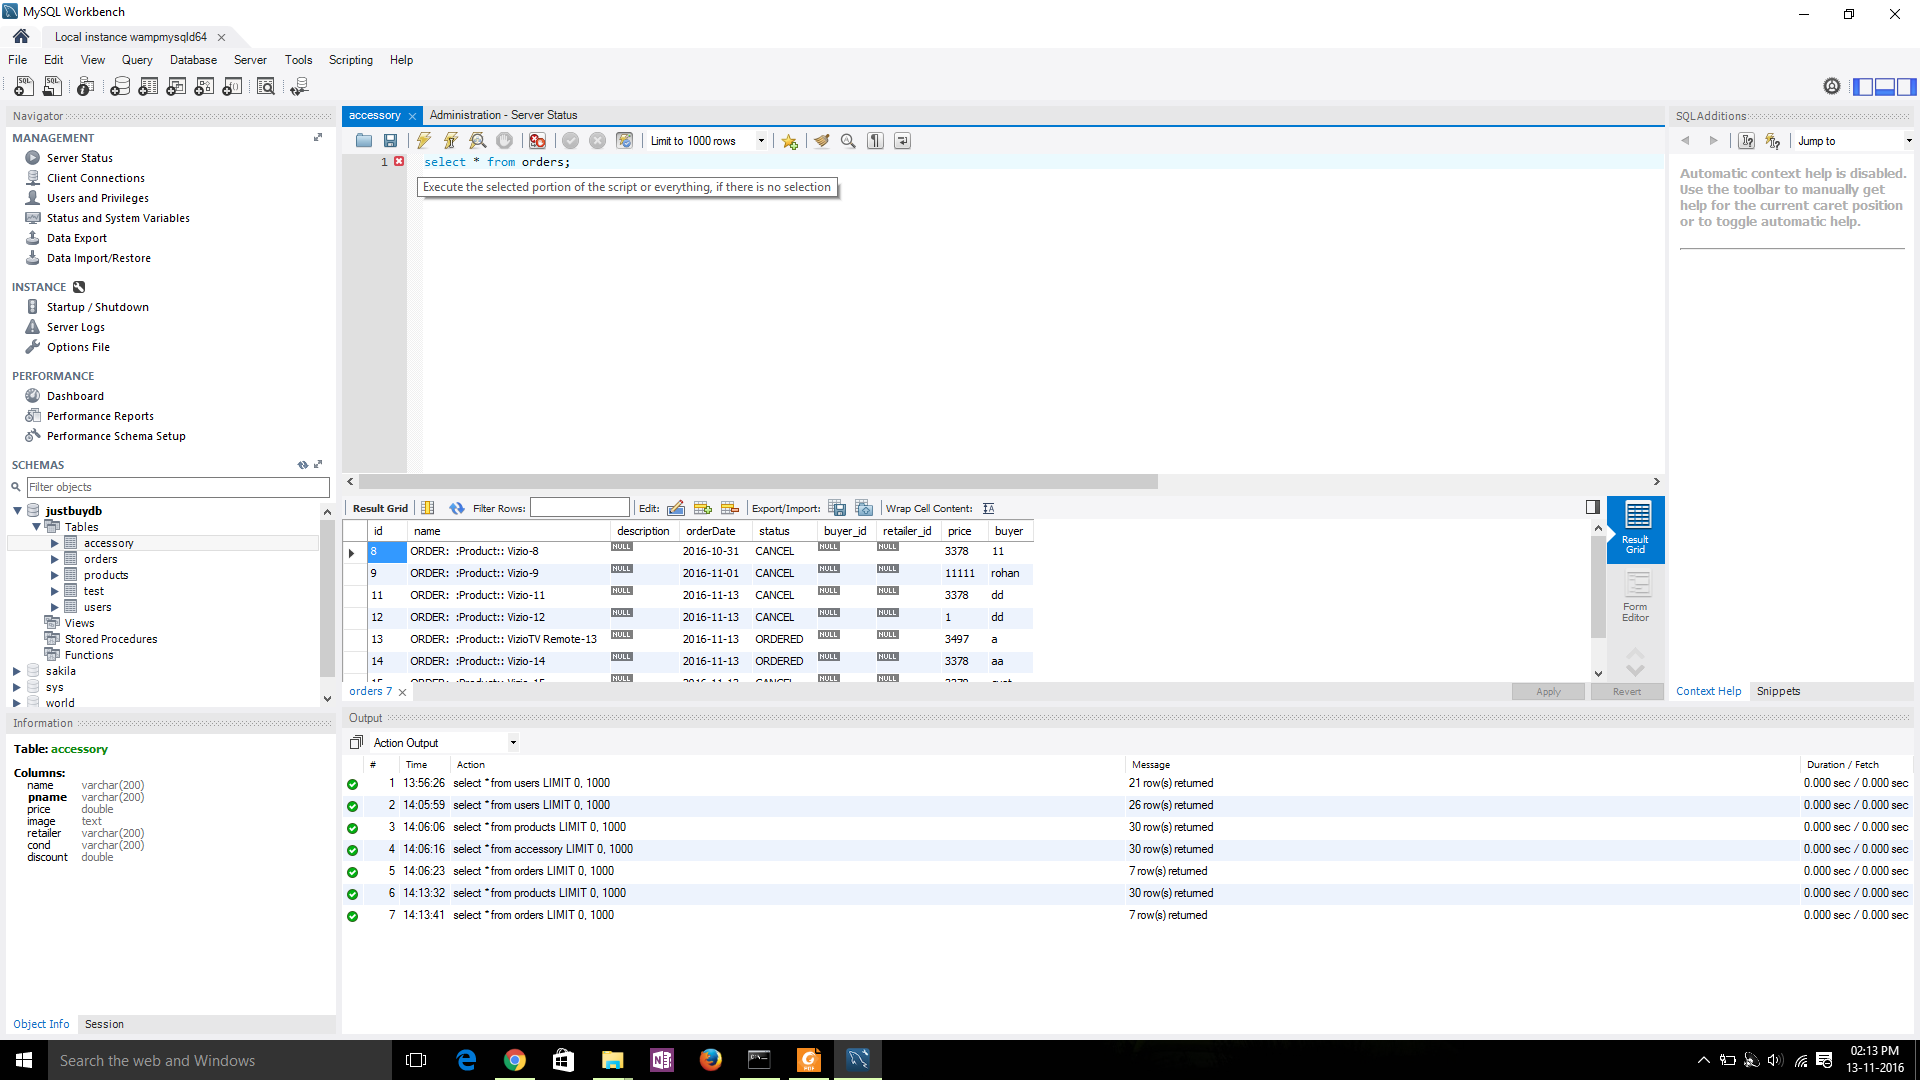 MySQL Workbench
Local instance wampmysqld64
File Edit View Query Database Server Tools Scripting Help
Navigator
MANAGEMENT
Server Status
Client Connections
Users and Privileges
Status and System Variables
Data Export
Data Import/Restore
INSTANCE
Startup / Shutdown
Server Logs
Options File
PERFORMANCE
Dashboard
Performance Reports
Performance Schema Setup
SCHEMAS
Filter objects
justbuydb
Tables
accessory
orders
products
test
users
Views
Stored Procedures
Functions
sakila
sys
world
Information
Table: accessory
Columns:
name varchar(200)
pname varchar(200)
price double
image text
retailer varchar(200)
cond varchar(200)
discount double
Object Info Session
accessory Administration - Server Status
Limit to 1000 rows
1 select * from orders;
Execute the selected portion of the script or everything, if there is no selection
Result Grid Filter Rows: Edit: Export/Import: Wrap Cell Content:
id name description orderDate status buyer_id retailer_id price buyer
8 ORDER: :Product:: Vizio-8 NULL 2016-10-31 CANCEL NULL NULL 3378 11
9 ORDER: :Product:: Vizio-9 NULL 2016-11-01 CANCEL NULL NULL 11111 rohan
11 ORDER: :Product:: Vizio-11 NULL 2016-11-13 CANCEL NULL NULL 3378 dd
12 ORDER: :Product:: Vizio-12 NULL 2016-11-13 CANCEL NULL NULL 1 dd
13 ORDER: :Product:: VizioTV Remote-13 NULL 2016-11-13 ORDERED NULL NULL 3497 a
14 ORDER: :Product:: Vizio-14 NULL 2016-11-13 ORDERED NULL NULL 3378 aa
15 ORDER: :Product:: Vizio-15 NULL 2016-11-13 CANCEL NULL NULL 3378
Result Grid
Form Editor
orders 7
Apply Revert
SQLAdditions
Jump to
Automatic context help is disabled.
Use the toolbar to manually get
help for the current caret position
or to toggle automatic help.
Context Help Snippets
Output
Action Output
# Time Action Message Duration / Fetch
1 13:56:26 select * from users LIMIT 0, 1000 21 row(s) returned 0.000 sec / 0.000 sec
2 14:05:59 select * from users LIMIT 0, 1000 26 row(s) returned 0.000 sec / 0.000 sec
3 14:06:06 select * from products LIMIT 0, 1000 30 row(s) returned 0.000 sec / 0.000 sec
4 14:06:16 select * from accessory LIMIT 0, 1000 30 row(s) returned 0.000 sec / 0.000 sec
5 14:06:23 select * from orders LIMIT 0, 1000 7 row(s) returned 0.000 sec / 0.000 sec
6 14:13:32 select * from products LIMIT 0, 1000 30 row(s) returned 0.000 sec / 0.000 sec
7 14:13:41 select * from orders LIMIT 0, 1000 7 row(s) returned 0.000 sec / 0.000 sec
Search the web and Windows
02:13 PM
13-11-2016